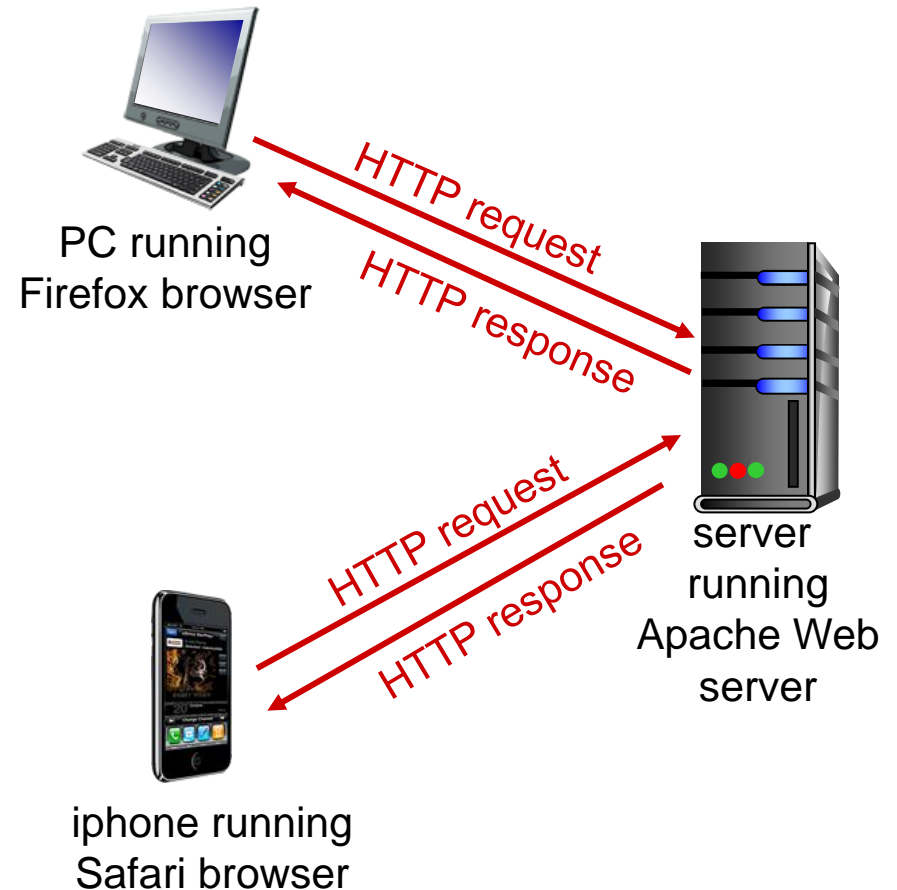 HTTP request
HTTP response
PC running
Firefox browser
HTTP request
HTTP response
server
running
Apache Web
server
iphone running
Safari browser